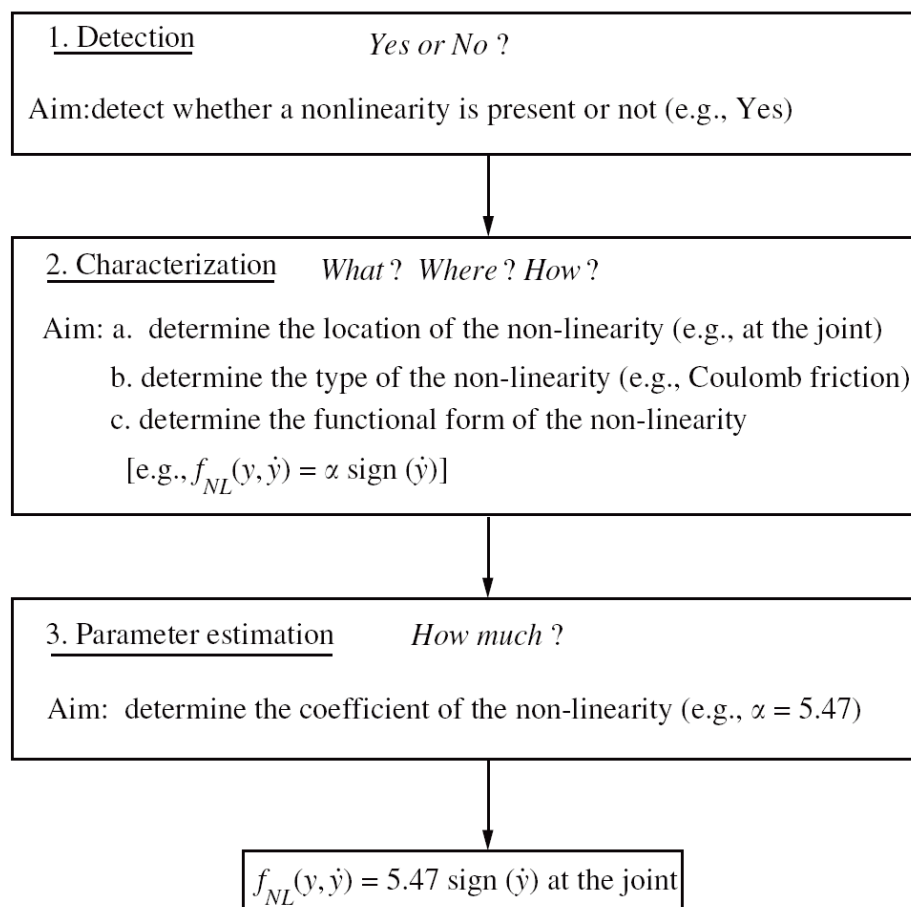 1. Detection Yes or No ?
Aim:detect whether a nonlinearity is present or not (e.g., Yes)
2. Characterization What ? Where ? How ?
Aim: a. determine the location of the non-linearity (e.g., at the joint)
b. determine the type of the non-linearity (e.g., Coulomb friction)
c. determine the functional form of the non-linearity
[e.g., f_NL(y, ẏ) = α sign (ẏ)]
3. Parameter estimation How much ?
Aim: determine the coefficient of the non-linearity (e.g., α = 5.47)
f_NL(y, ẏ) = 5.47 sign (ẏ) at the joint